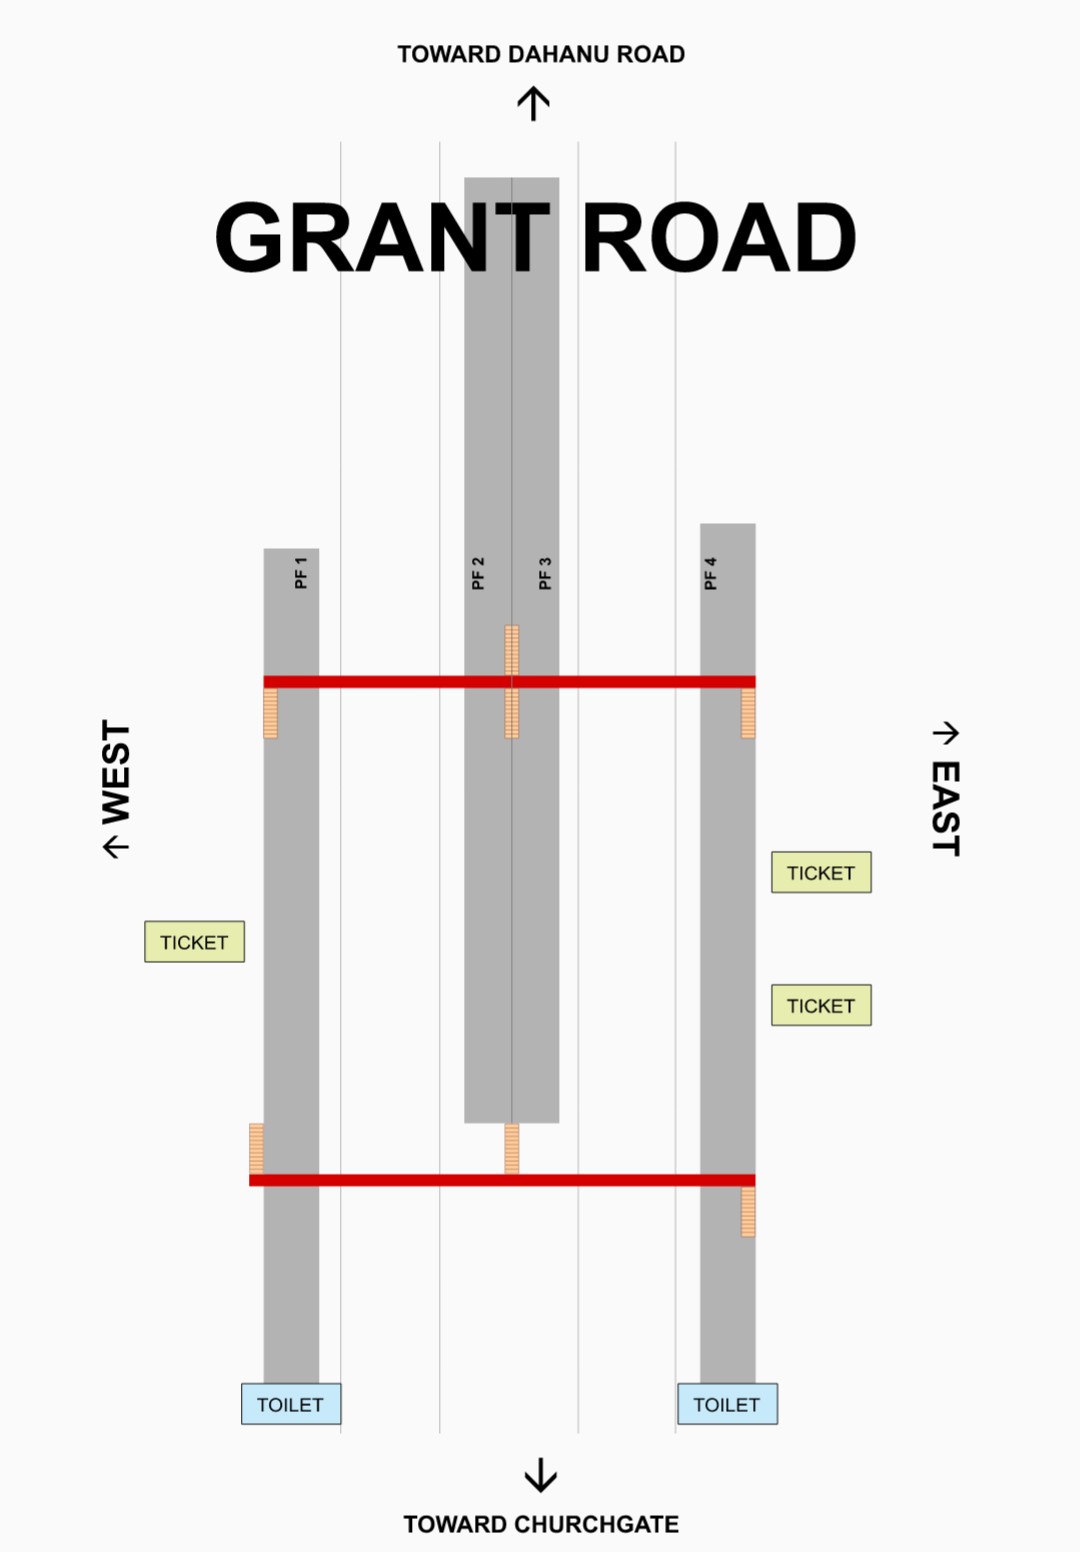 TOWARD DAHANU ROAD
↑
GRANT ROAD
PF 1
PF 2
PF 3
PF 4
← WEST
→ EAST
TICKET
TICKET
TICKET
TOILET
TOILET
↓
TOWARD CHURCHGATE